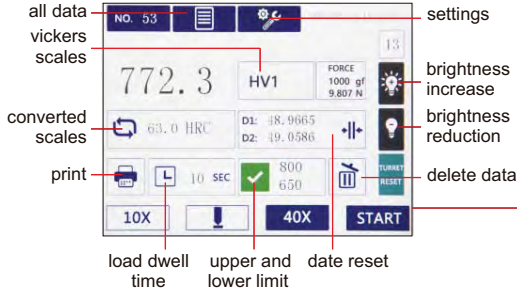 all data
NO. 53
settings
vickers
scales
13
772.3
HV1
FORCE
1000 gf
9.807 N
brightness
increase
converted
scales
63.0 HRC
D1: 48.9665
D2: 49.0586
brightness
reduction
print
10 SEC
800
650
TURRET
RESET
delete data
10X
40X
START
load dwell
time
upper and
lower limit
date reset